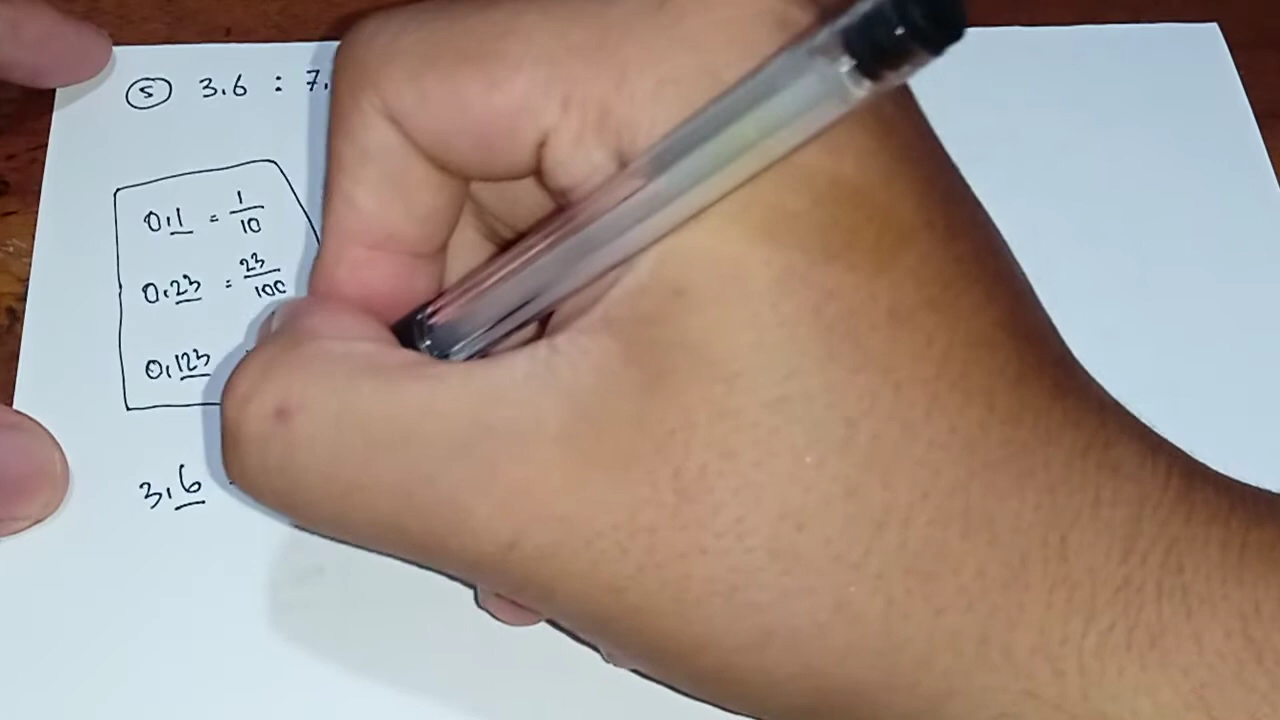 (5) 3.6 : 7.
0.1 = 1/10
0.23 = 23/100
0.123
3.6